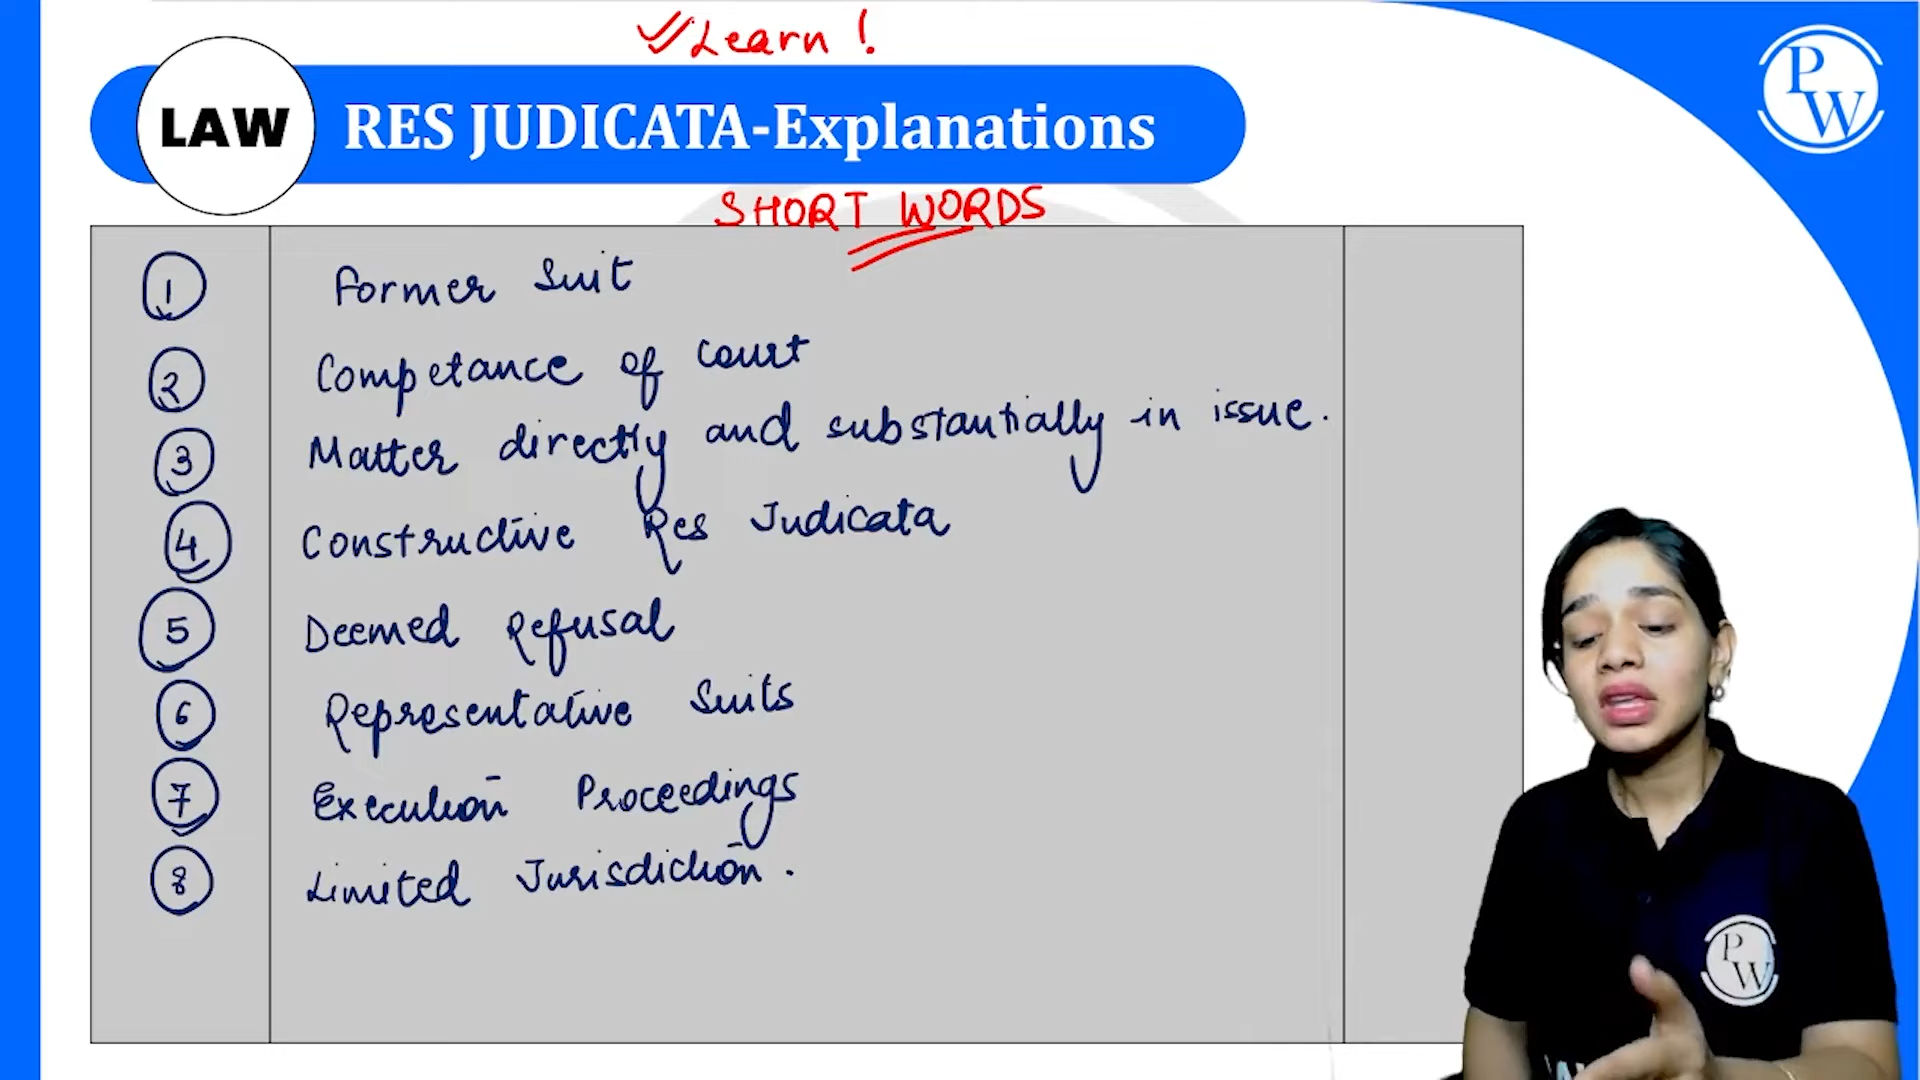 Learn !
LAW
RES JUDICATA-Explanations
PW
SHORT WORDS
1 Former Suit
2 Competance of Court
3 Matter directly and substantially in issue.
4 Constructive Res Judicata
5 Deemed Refusal
6 Representative Suits
7 Execution Proceedings
8 Limited Jurisdiction.
PW